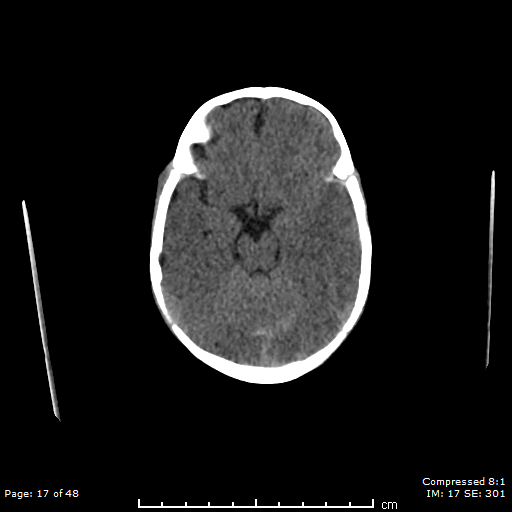 Compressed 8:1
Page: 17 of 48
IM: 17 SE: 301
cm